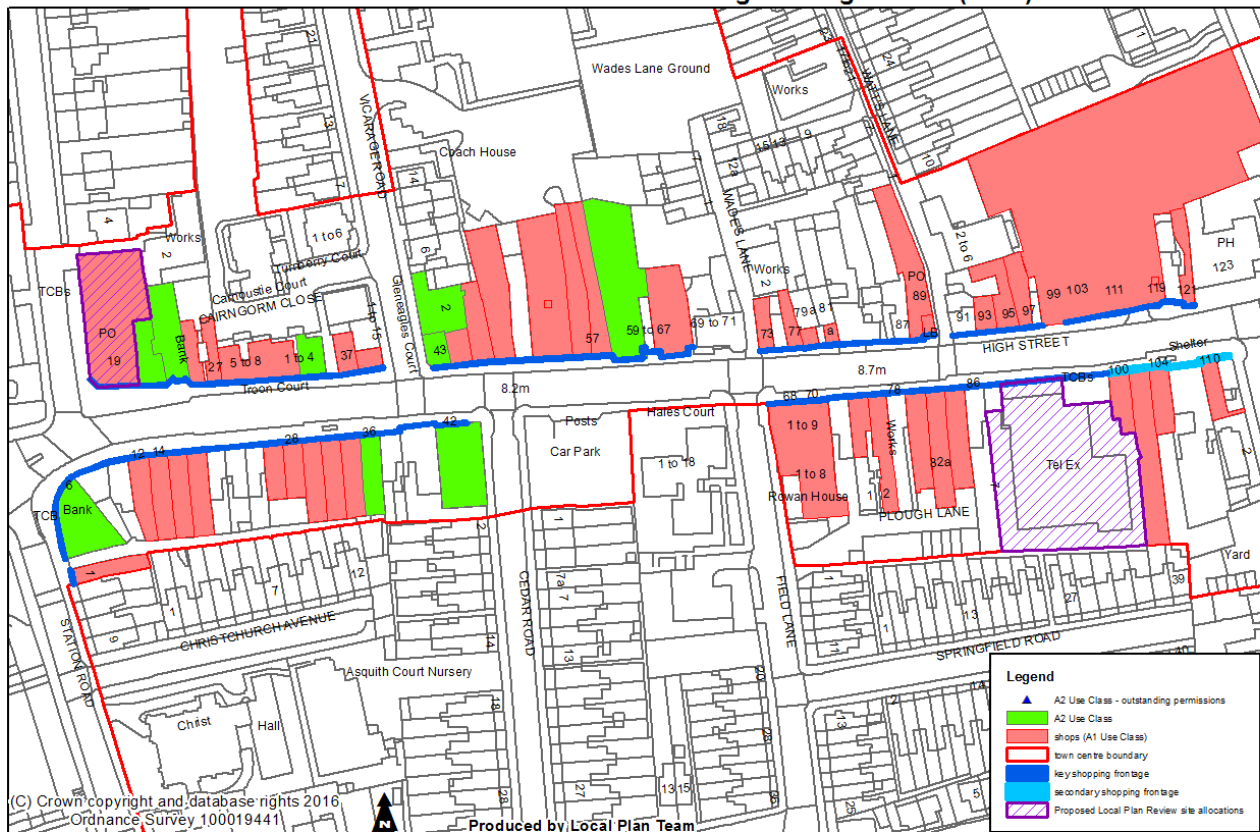 Wades Lane Ground
Works
Coach House
VICARAGE ROAD
WATTS LANE
WADE'S LANE
Works
1 to 6
Turnberry Court
Carnoustie Court
CAIRNGORM CLOSE
Gleneagles Court
1 to 15
TCBs
PO
19
Bank
27
5 to 8
1 to 4
37
43
57
59 to 67
69 to 71
Works
73
77
79a
81
87
PO
89
LB
2 to 6
91
93
95
97
99
103
111
119
121
PH
123
Troon Court
8.2m
8.7m
HIGH STREET
Shelter
TCBs
100
104
110
6
Bank
TCB
12
14
28
36
42
Posts
Car Park
Hales Court
1 to 18
68
70
78
86
1 to 9
1 to 8
Rowan House
Works
82a
PLOUGH LANE
Tel Ex
Yard
CHRISTCHURCH AVENUE
STATION ROAD
CEDAR ROAD
FIELD LANE
SPRINGFIELD ROAD
Asquith Court Nursery
Christ
Hall
Legend
A2 Use Class - outstanding permissions
A2 Use Class
shops (A1 Use Class)
town centre boundary
key shopping frontage
secondary shopping frontage
Proposed Local Plan Review site allocations
(C) Crown copyright and database rights 2016
Ordnance Survey 100019441
N
Produced by Local Plan Team